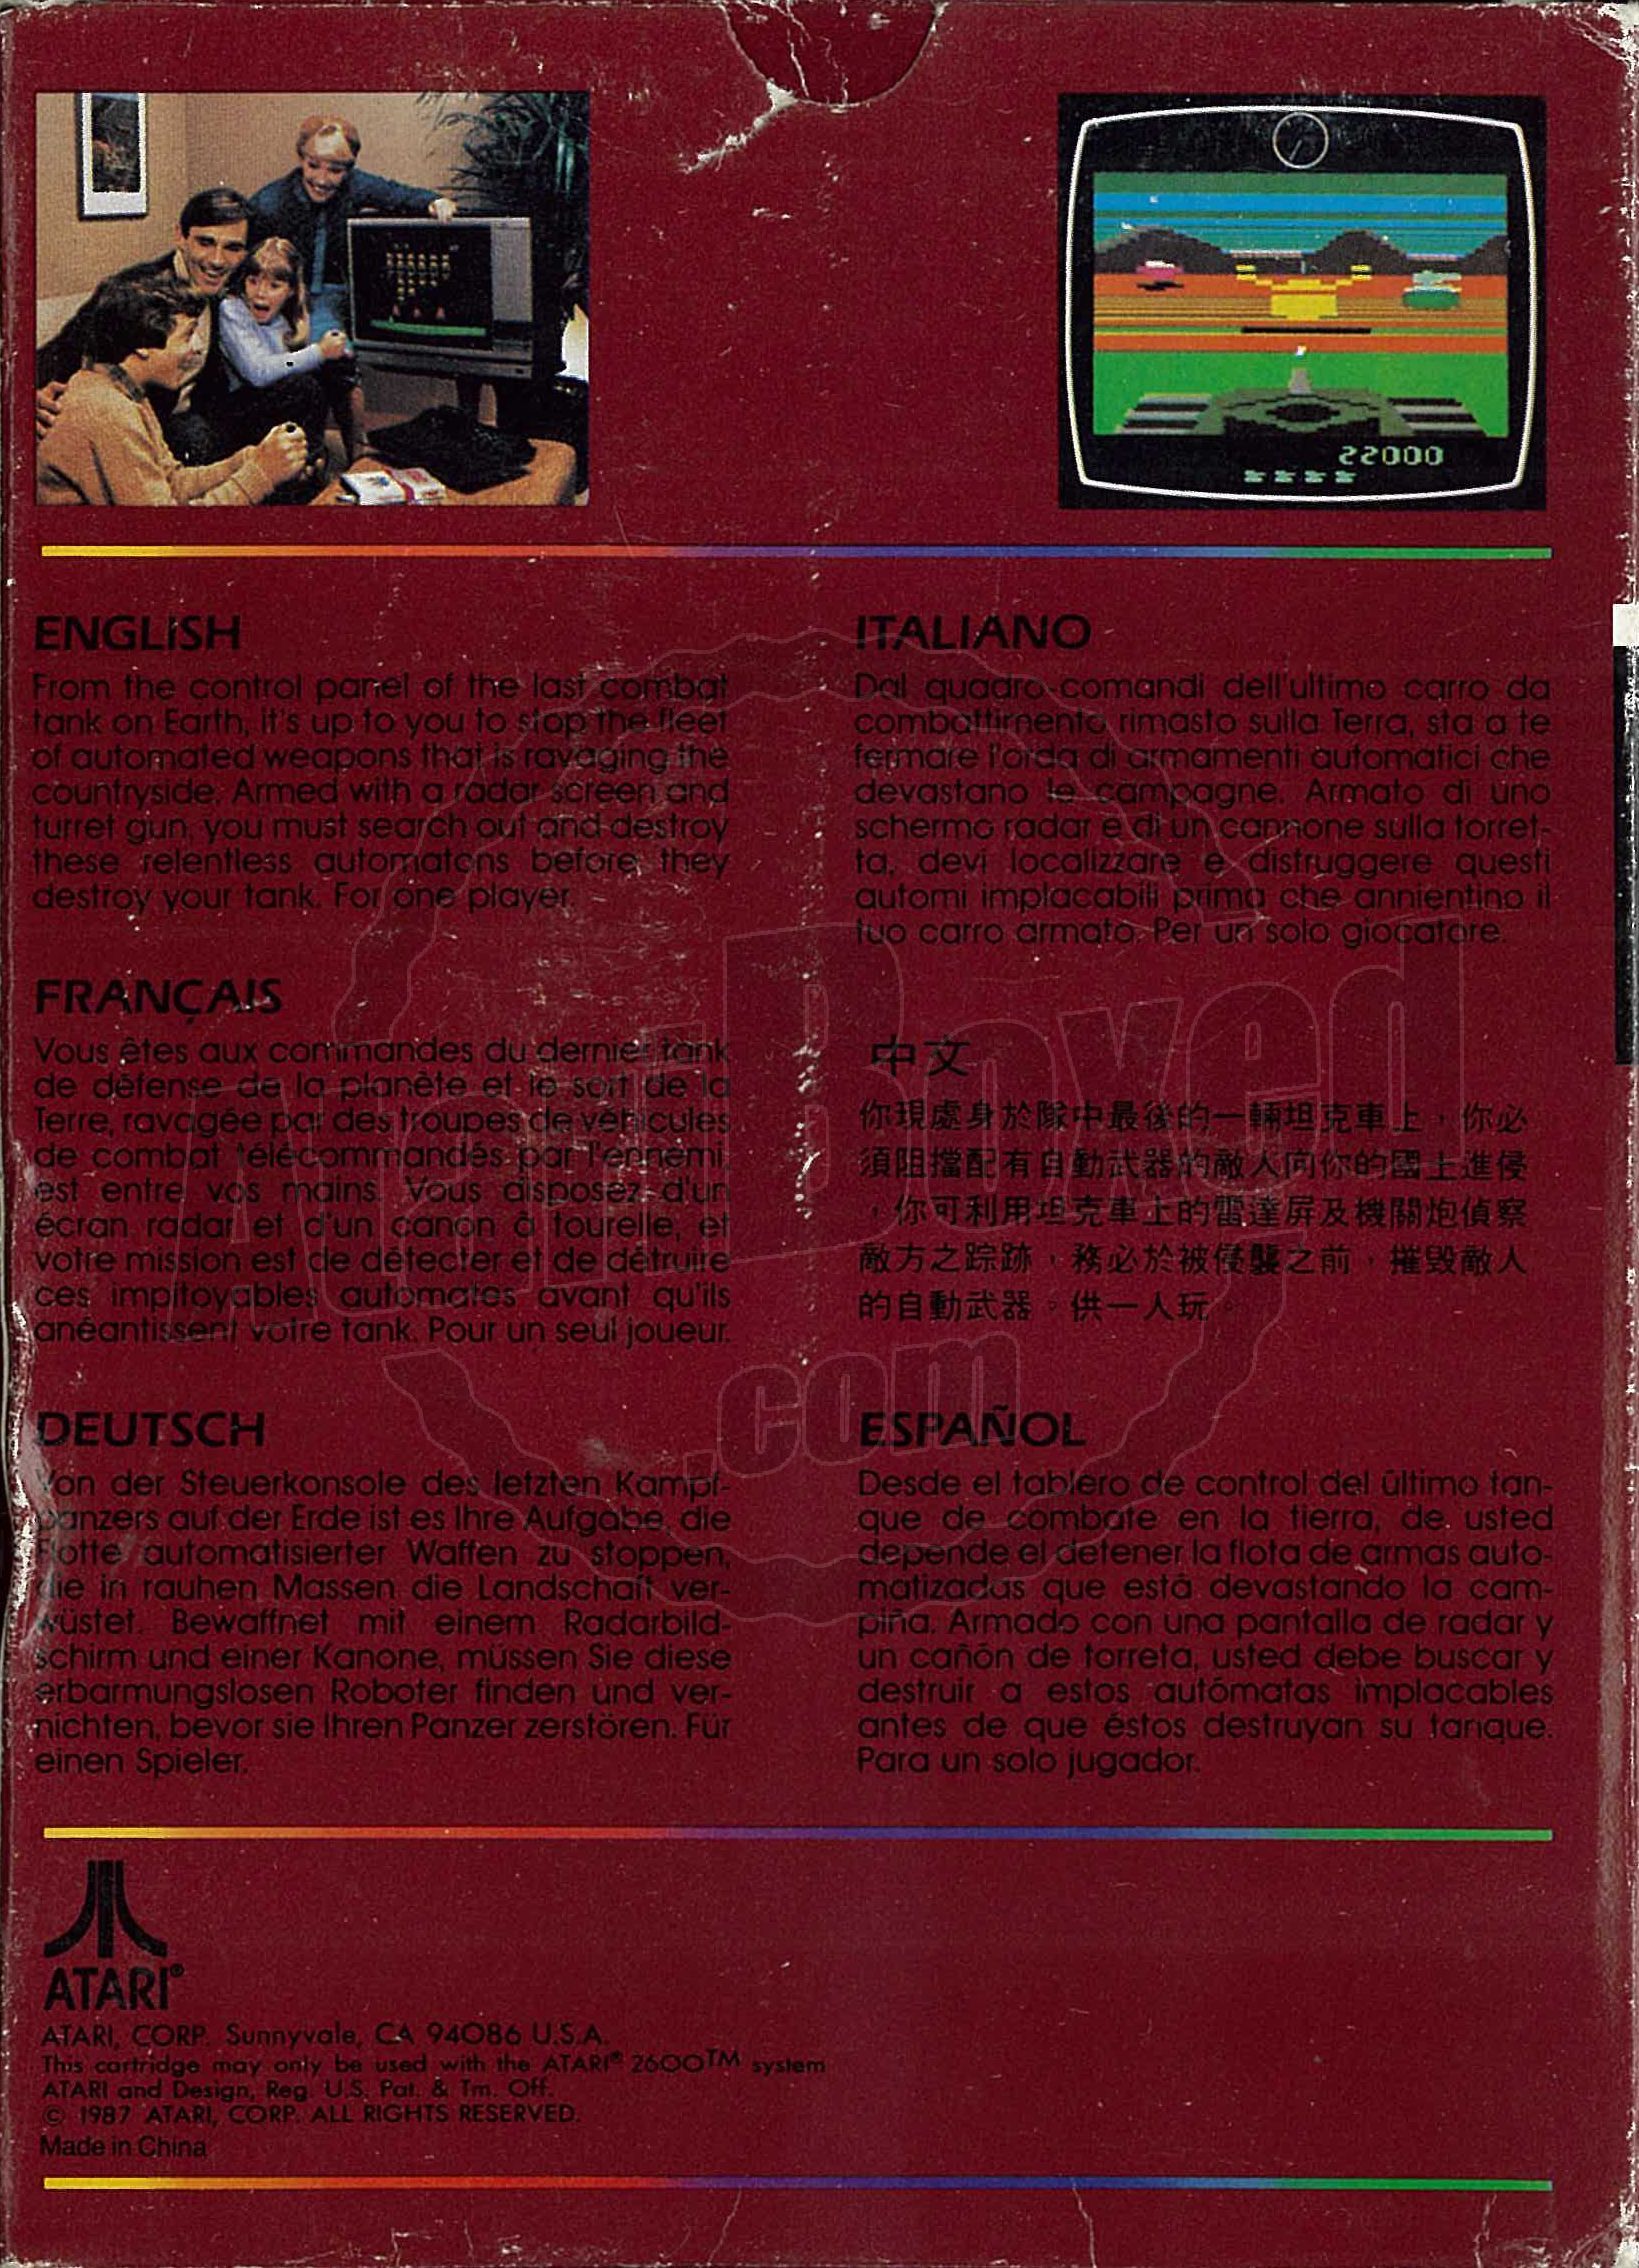 22000
ENGLISH
From the control panel of the last combat
tank on Earth, it's up to you to stop the fleet
of automated weapons that is ravaging the
countryside. Armed with a radar screen and
turret gun, you must search out and destroy
these relentless automatons before they
destroy your tank. For one player.
FRANÇAIS
Vous êtes aux commandes du dernier tank
de défense de la planète et le sort de la
Terre, ravagée par des troupes de véhicules
de combat télécommandés par l'ennemi,
est entre vos mains. Vous disposez d'un
écran radar et d'un canon à tourelle, et
votre mission est de détecter et de détruire
ces impitoyables automates avant qu'ils
anéantissent votre tank. Pour un seul joueur.
DEUTSCH
Von der Steuerkonsole des letzten Kampf-
panzers auf der Erde ist es Ihre Aufgabe, die
Flotte automatisierter Waffen zu stoppen,
die in rauhen Massen die Landschaft ver-
wüstet. Bewaffnet mit einem Radarbild-
schirm und einer Kanone, müssen Sie diese
erbarmungslosen Roboter finden und ver-
nichten, bevor sie Ihren Panzer zerstören. Für
einen Spieler.
ITALIANO
Dal quadro comandi dell'ultimo carro da
combattimento rimasto sulla Terra, sta a te
fermare l'orda di armamenti automatici che
devastano le campagne. Armato di uno
schermo radar e di un cannone sulla torret-
ta, devi localizzare e distruggere questi
automi implacabili prima che annientino il
tuo carro armato. Per un solo giocatore.
中文
你現處身於隊中最後的一輛坦克車上，你必
須阻擋配有自動武器的敵人向你的國土進侵
，你可利用坦克車上的雷達屏及機關炮偵察
敵方之踪跡，務必於被侵襲之前，摧毀敵人
的自動武器。供一人玩。
ESPAÑOL
Desde el tablero de control del último tan-
que de combate en la tierra, de usted
depende el detener la flota de armas auto-
matizadas que está devastando la cam-
piña. Armado con una pantalla de radar y
un cañón de torreta, usted debe buscar y
destruir a estos autómatas implacables
antes de que éstos destruyan su tanque.
Para un solo jugador.
AtariBoxed
.com
ATARI®
ATARI, CORP. Sunnyvale, CA 94086 U.S.A.
This cartridge may only be used with the ATARI® 2600™ system
ATARI and Design, Reg. U.S. Pat. & Tm. Off.
© 1987 ATARI, CORP. ALL RIGHTS RESERVED.
Made in China